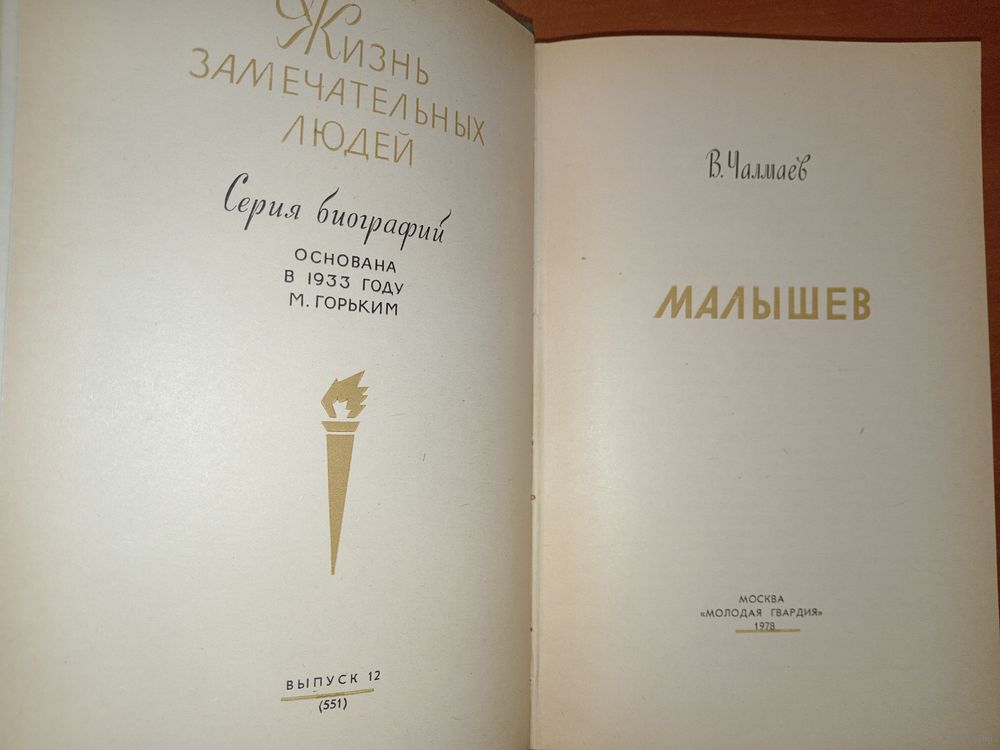 Жизнь
ЗАМЕЧАТЕЛЬНЫХ
ЛЮДЕЙ
Серия биографий
ОСНОВАНА
В 1933 ГОДУ
М. ГОРЬКИМ
ВЫПУСК 12
(551)
В. Чалмаев
МАЛЫШЕВ
МОСКВА
«МОЛОДАЯ ГВАРДИЯ»
1978